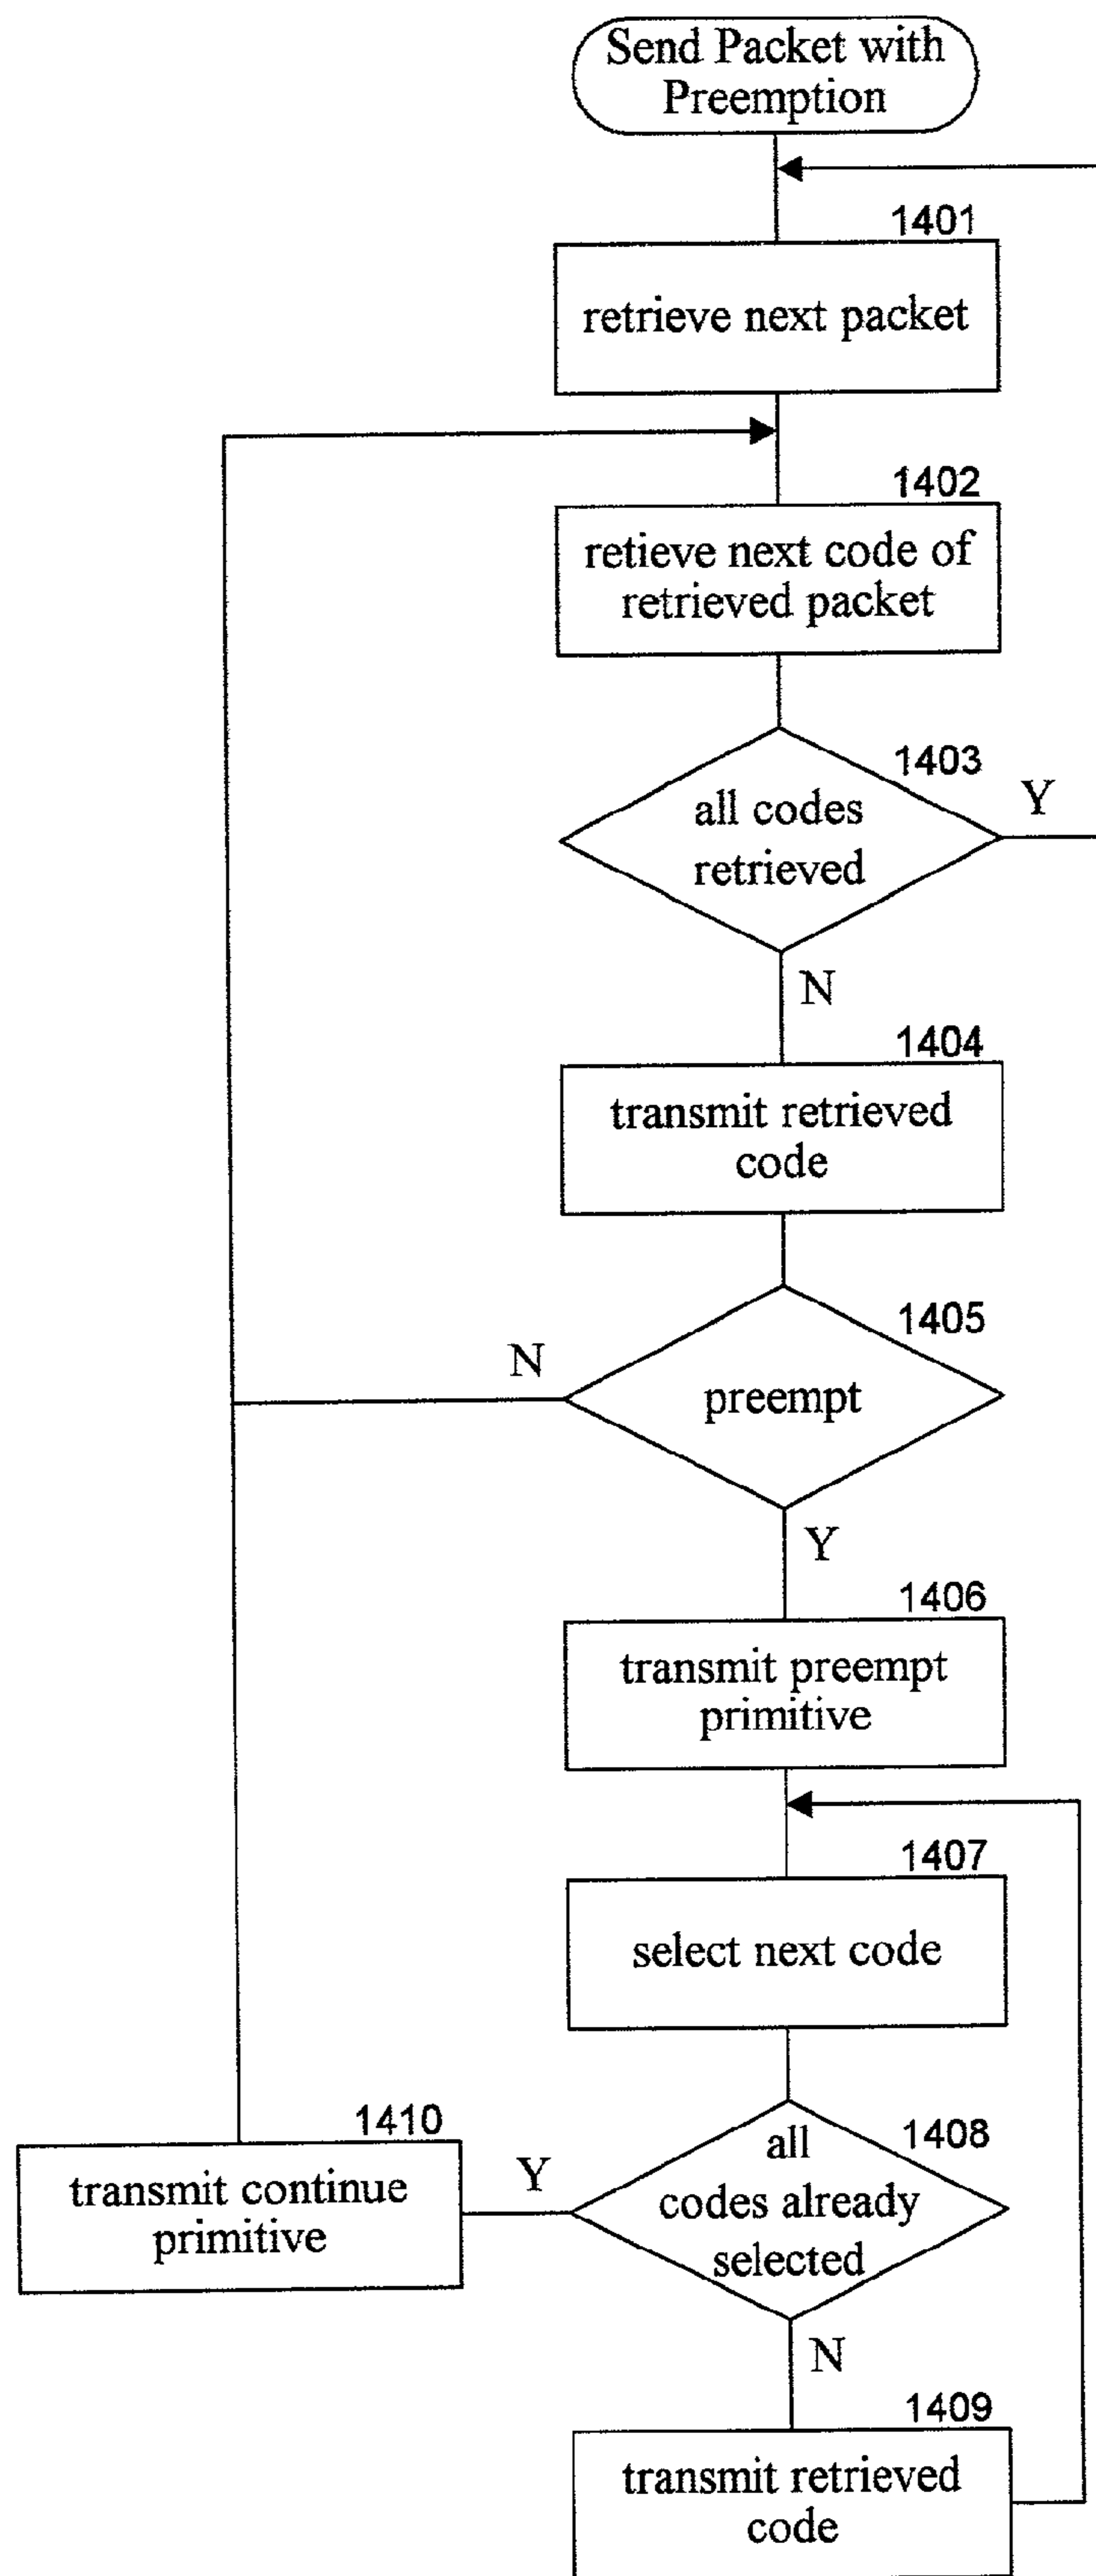 Send Packet with
Preemption
1401
retrieve next packet
1402
retieve next code of
retrieved packet
1403
all codes
retrieved
Y
N
1404
transmit retrieved
code
1405
preempt
N
Y
1406
transmit preempt
primitive
1407
select next code
1408
all
codes already
selected
Y
N
1410
transmit continue
primitive
1409
transmit retrieved
code